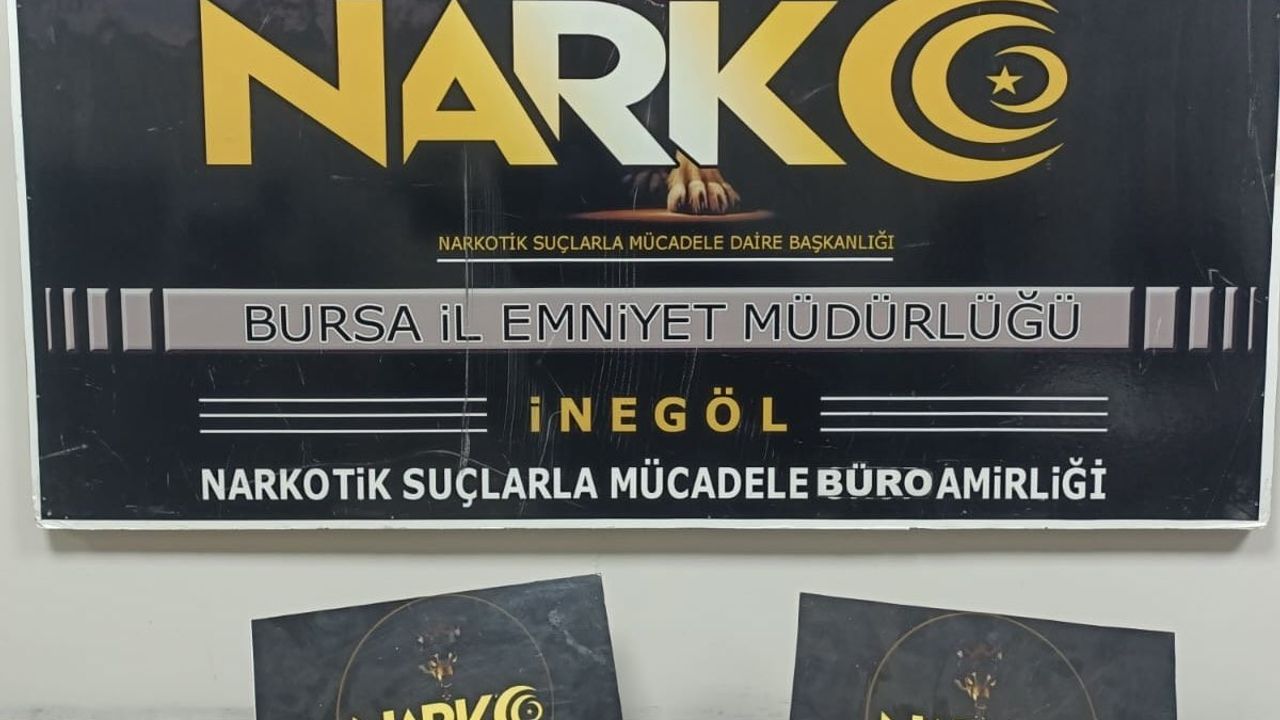 NARKO
NARKOTİK SUÇLARLA MÜCADELE DAİRE BAŞKANLIĞI
BURSA İL EMNİYET MÜDÜRLÜĞÜ
İNEGÖL
NARKOTİK SUÇLARLA MÜCADELE BÜRO AMİRLİĞİ
NARKO